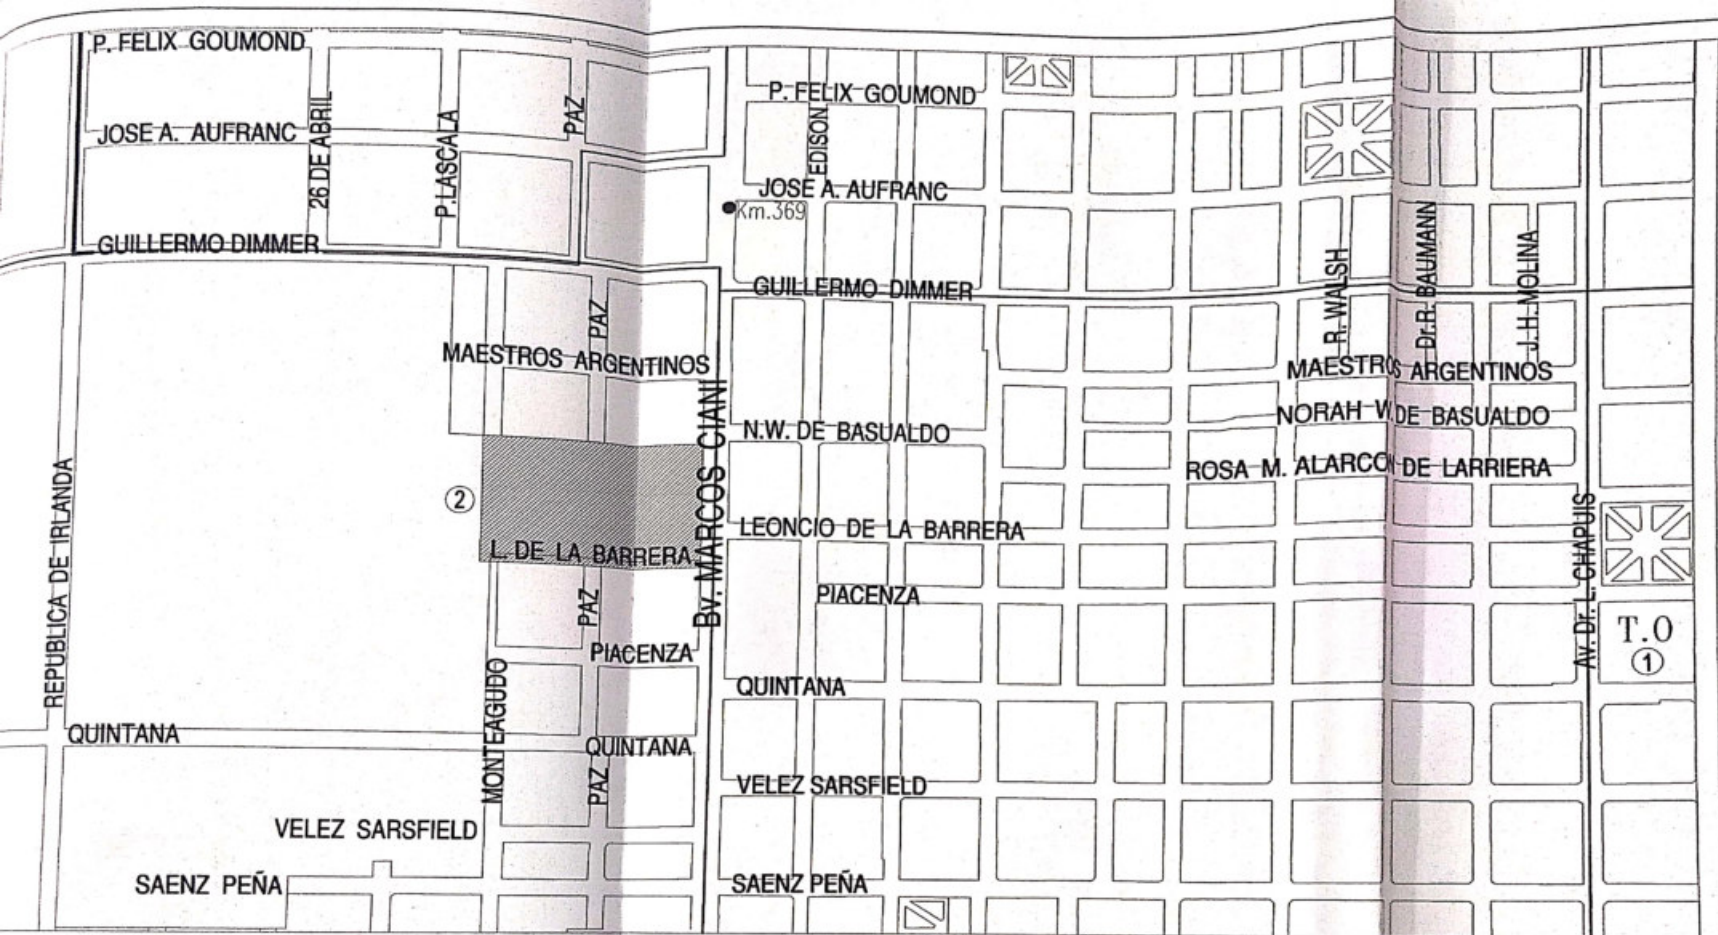 P. FELIX GOUMOND
P. FELIX GOUMOND
JOSE A. AUFRANC
26 DE ABRIL
P. LASCALA
PAZ
EDISON
JOSE A. AUFRANC
Km.369
GUILLERMO DIMMER
GUILLERMO DIMMER
R. WALSH
Dr. R. BAUMANN
J. H. MOLINA
PAZ
MAESTROS ARGENTINOS
MAESTROS ARGENTINOS
NORAH W. DE BASUALDO
N.W. DE BASUALDO
ROSA M. ALARCON DE LARRIERA
REPUBLICA DE IRLANDA
2
Bv. MARCOS CIANI
LEONCIO DE LA BARRERA
L. DE LA BARRERA
Av. Dr. L. CHAPUIS
PAZ
PIACENZA
T.O
1
PIACENZA
MONTEAGUDO
QUINTANA
QUINTANA
QUINTANA
PAZ
VELEZ SARSFIELD
VELEZ SARSFIELD
SAENZ PEÑA
SAENZ PEÑA